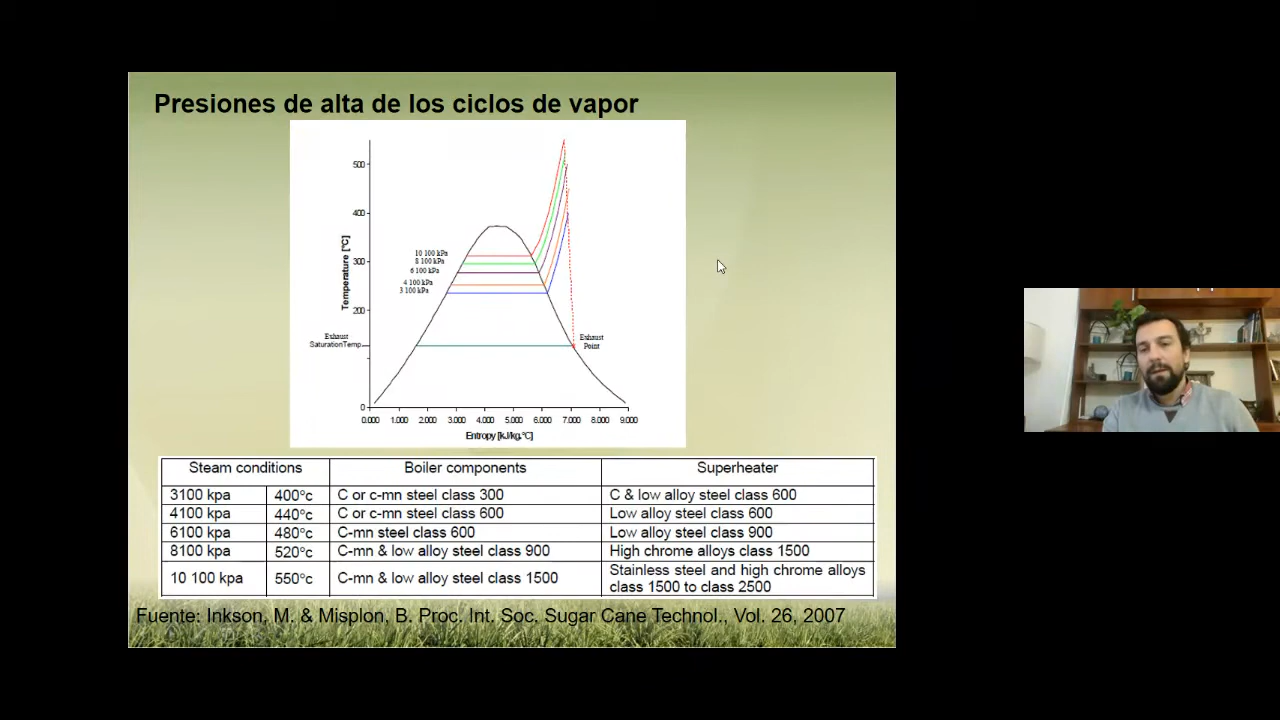 Presiones de alta de los ciclos de vapor
Temperature [°C]
500
400
300
200
0
10 100 kPa
8 100 kPa
6 100 kPa
4 100 kPa
3 100 kPa
Exhaust
SaturationTemp.
Exhaust
Point
0.000 1.000 2.000 3.000 4.000 5.000 6.000 7.000 8.000 9.000
Entropy [kJ/kg.°C]
Steam conditions Boiler components Superheater
3100 kpa 400°c C or c-mn steel class 300 C & low alloy steel class 600
4100 kpa 440°c C or c-mn steel class 600 Low alloy steel class 600
6100 kpa 480°c C-mn steel class 600 Low alloy steel class 900
8100 kpa 520°c C-mn & low alloy steel class 900 High chrome alloys class 1500
10 100 kpa 550°c C-mn & low alloy steel class 1500 Stainless steel and high chrome alloys
class 1500 to class 2500
Fuente: Inkson, M. & Misplon, B. Proc. Int. Soc. Sugar Cane Technol., Vol. 26, 2007